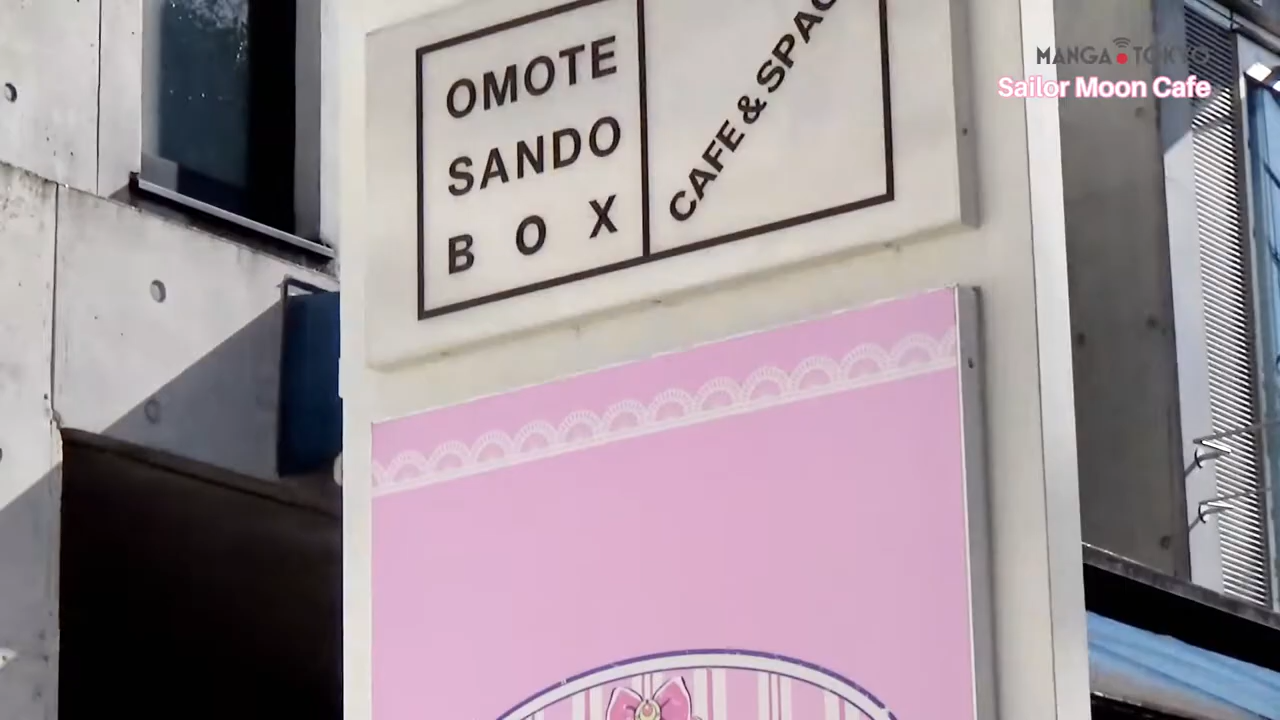 OMOTE
SANDO
BOX
CAFE & SPAC
MANGA TOKYO
Sailor Moon Cafe